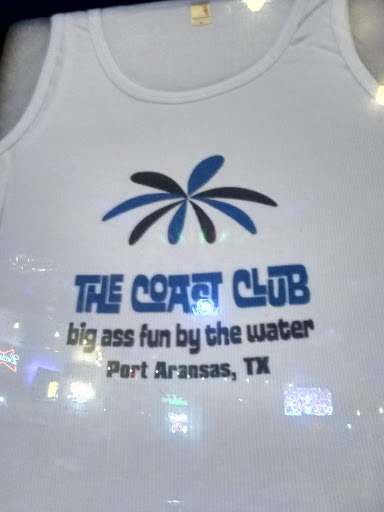 THE COAST CLUB
big ass fun by the water
Port Aransas, TX